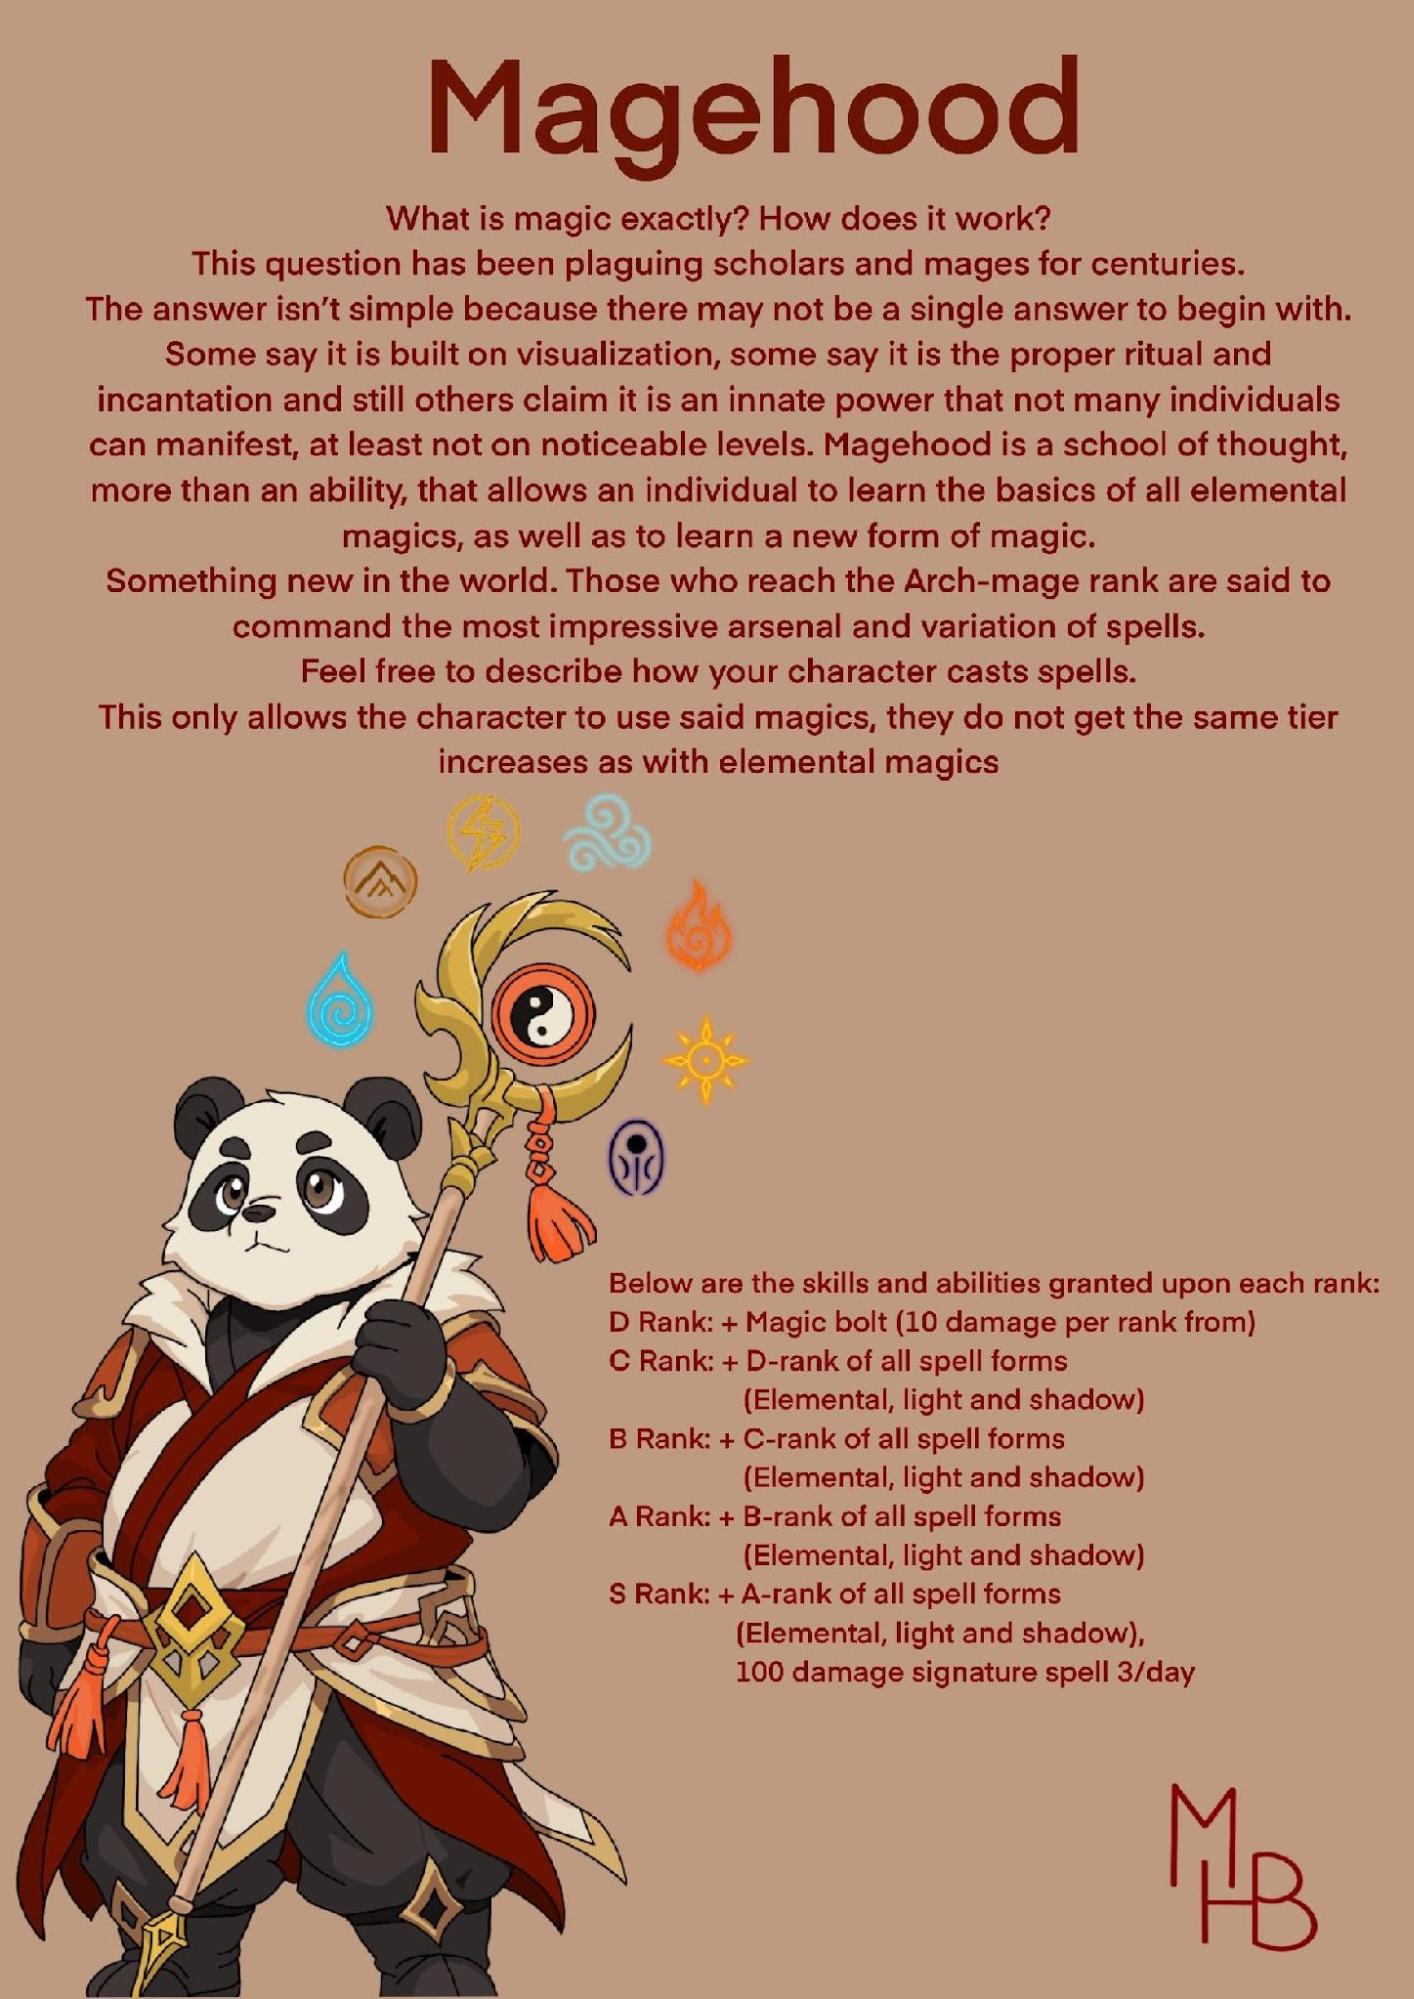 Magehood
What is magic exactly? How does it work?
This question has been plaguing scholars and mages for centuries.
The answer isn't simple because there may not be a single answer to begin with.
Some say it is built on visualization, some say it is the proper ritual and
incantation and still others claim it is an innate power that not many individuals
can manifest, at least not on noticeable levels. Magehood is a school of thought,
more than an ability, that allows an individual to learn the basics of all elemental
magics, as well as to learn a new form of magic.
Something new in the world. Those who reach the Arch-mage rank are said to
command the most impressive arsenal and variation of spells.
Feel free to describe how your character casts spells.
This only allows the character to use said magics, they do not get the same tier
increases as with elemental magics
Below are the skills and abilities granted upon each rank:
D Rank: + Magic bolt (10 damage per rank from)
C Rank: + D-rank of all spell forms
(Elemental, light and shadow)
B Rank: + C-rank of all spell forms
(Elemental, light and shadow)
A Rank: + B-rank of all spell forms
(Elemental, light and shadow)
S Rank: + A-rank of all spell forms
(Elemental, light and shadow),
100 damage signature spell 3/day
MHB